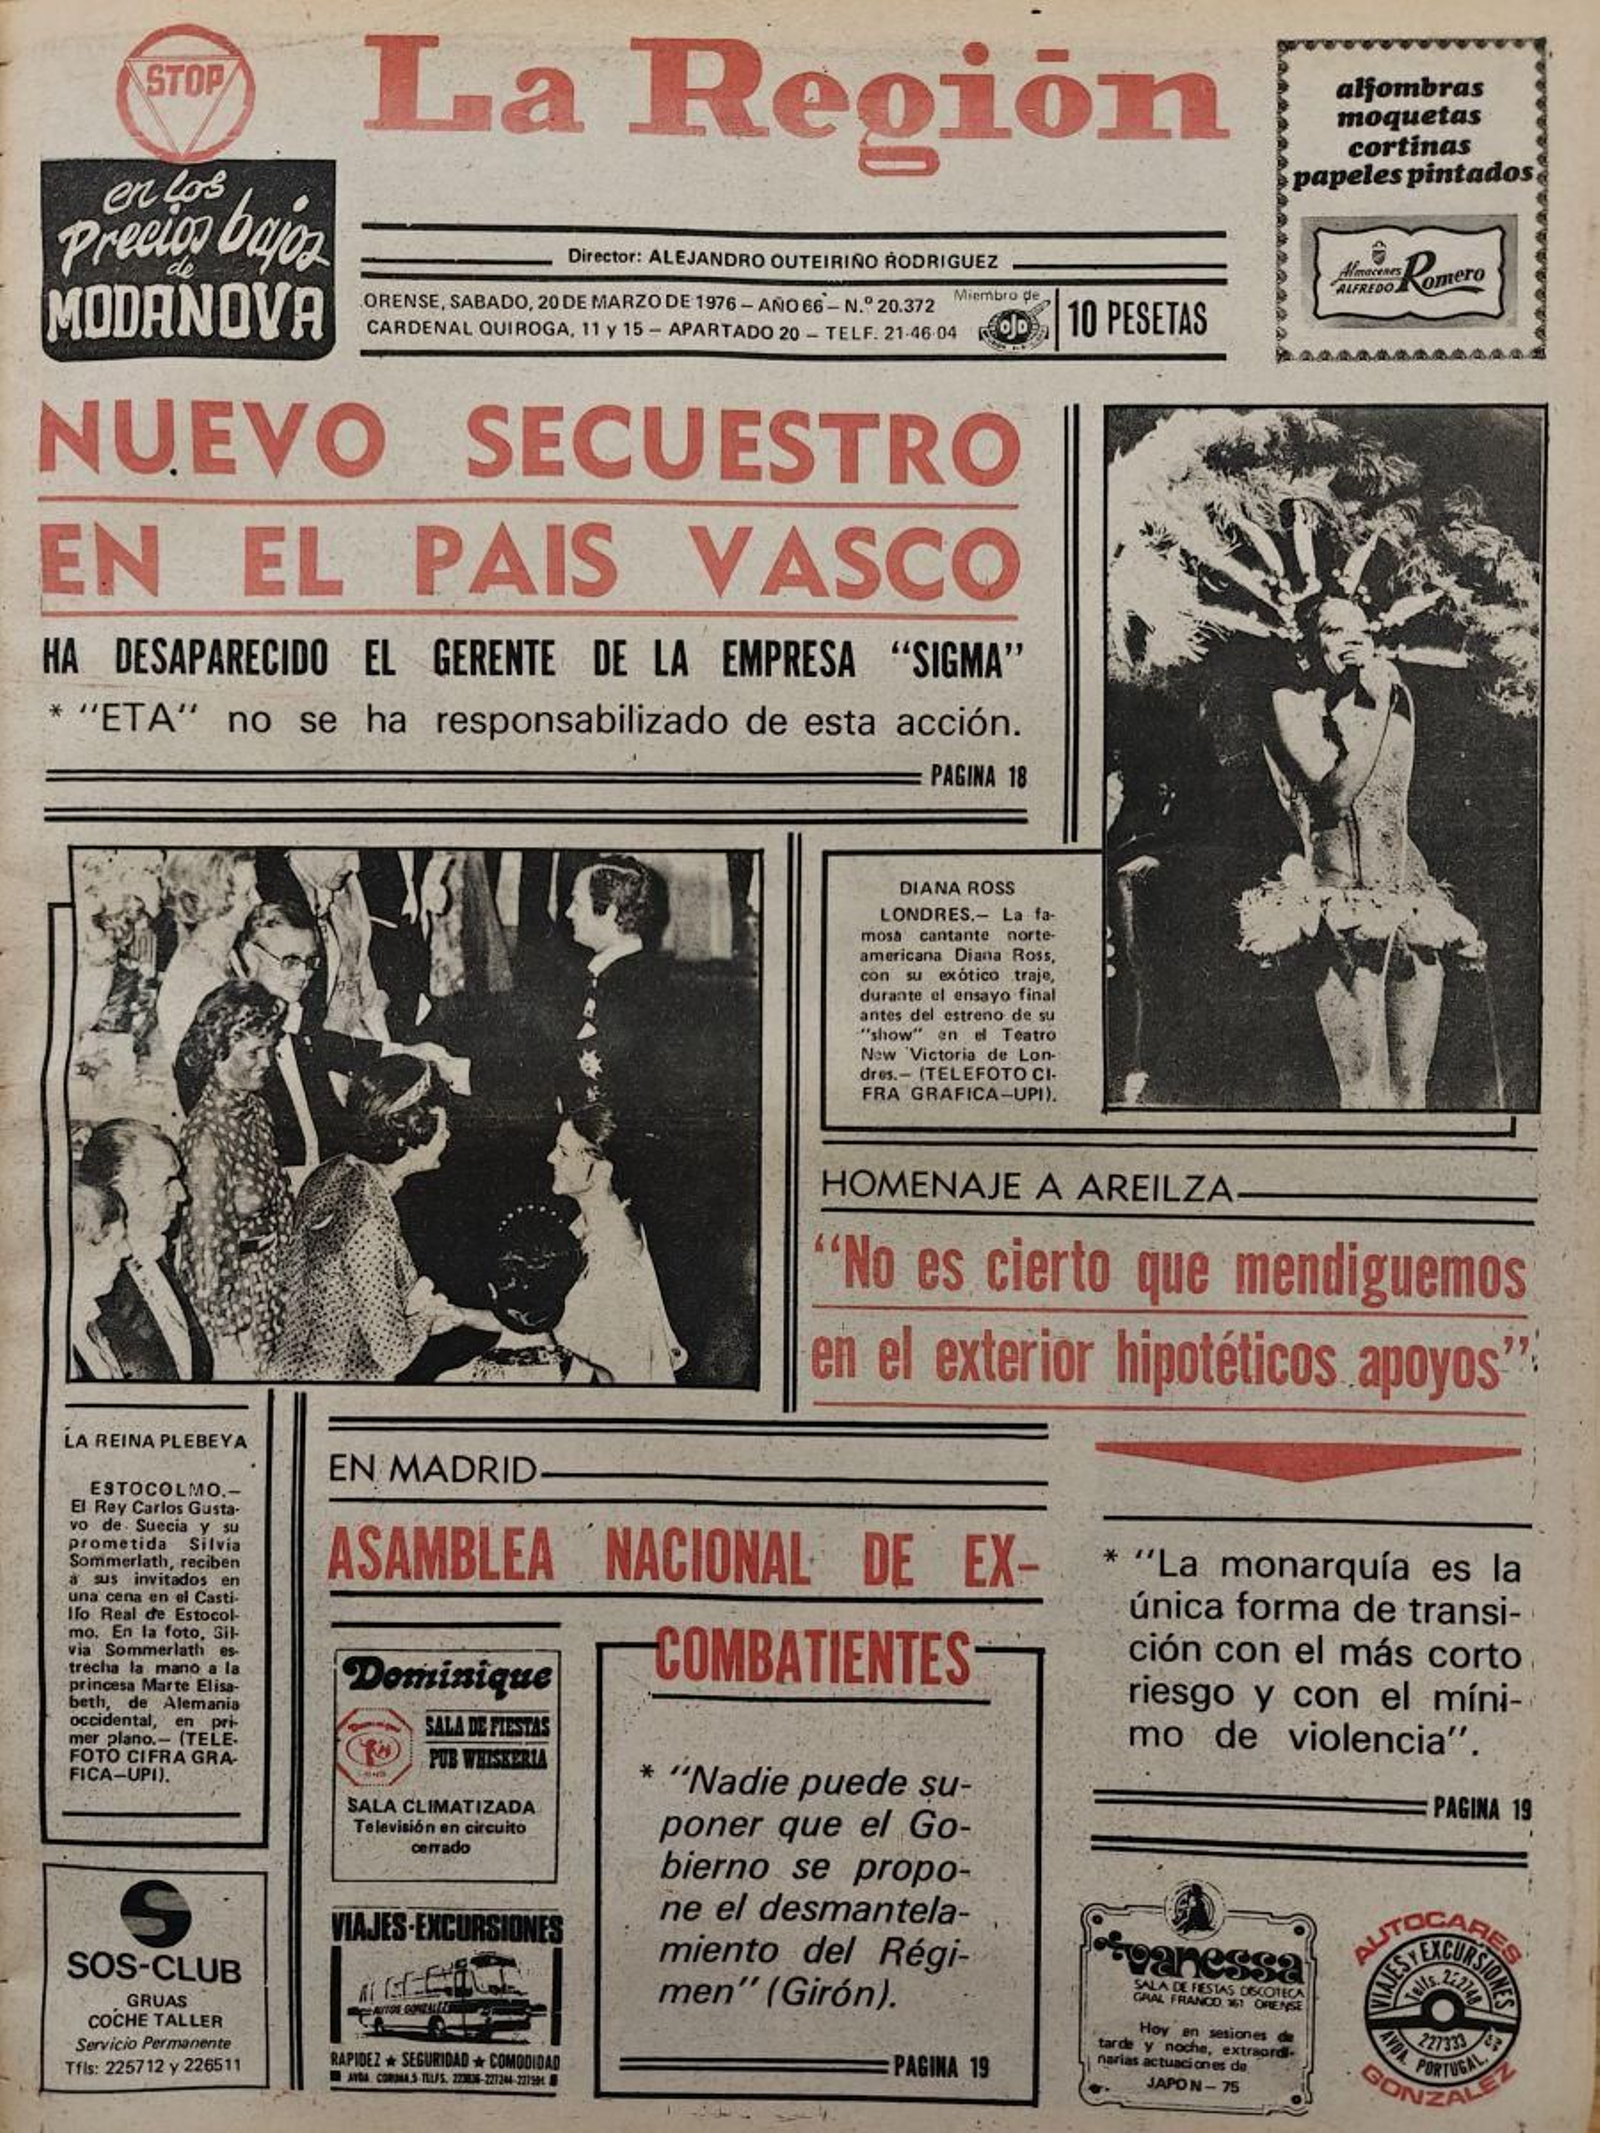 STOP
en los
Precios bajos
de
MODANOVA
La Región
alfombras
moquetas
cortinas
papeles pintados
Almacenes
ALFREDO Romero
Director: ALEJANDRO OUTEIRIÑO RODRIGUEZ
ORENSE, SABADO, 20 DE MARZO DE 1976 – AÑO 66 – N.º 20.372
CARDENAL QUIROGA, 11 y 15 – APARTADO 20 – TELF. 21-46-04
Miembro de
OJD
10 PESETAS
NUEVO SECUESTRO
EN EL PAIS VASCO
HA DESAPARECIDO EL GERENTE DE LA EMPRESA “SIGMA”
* “ETA” no se ha responsabilizado de esta acción.
PAGINA 18
DIANA ROSS
LONDRES.– La fa-
mosa cantante norte-
americana Diana Ross,
con su exótico traje,
durante el ensayo final
antes del estreno de su
“show” en el Teatro
New Victoria de Lon-
dres.– (TELEFOTO CI-
FRA GRAFICA–UPI).
HOMENAJE A AREILZA
“No es cierto que mendiguemos
en el exterior hipotéticos apoyos”
* “La monarquía es la
única forma de transi-
ción con el más corto
riesgo y con el míni-
mo de violencia”.
PAGINA 19
LA REINA PLEBEYA
ESTOCOLMO.–
El Rey Carlos Gusta-
vo de Suecia y su
prometida Silvia
Sommerlath, reciben
a sus invitados en
una cena en el Casti-
llo Real de Estocol-
mo. En la foto, Sil-
via Sommerlath es-
trecha la mano a la
princesa Marte Elisa-
beth, de Alemania
occidental, en pri-
mer plano.– (TELE-
FOTO CIFRA GRA-
FICA–UPI).
EN MADRID
ASAMBLEA NACIONAL DE EX-
COMBATIENTES
* “Nadie puede su-
poner que el Go-
bierno se propo-
ne el desmantela-
miento del Régi-
men” (Girón).
PAGINA 19
Dominique
SALA DE FIESTAS
PUB WHISKERIA
SALA CLIMATIZADA
Televisión en circuito
cerrado
SOS-CLUB
GRUAS
COCHE TALLER
Servicio Permanente
Tfls: 225712 y 226511
VIAJES-EXCURSIONES
AUTOS GONZALEZ
RAPIDEZ ★ SEGURIDAD ★ COMODIDAD
AVDA. CORUÑA,5-TELFS.
vanessa
SALA DE FIESTAS DISCOTECA
GRAL FRANCO 161 ORENSE
Hoy en sesiones de
tarde y noche, extraordi-
narias actuaciones de
JAPON – 75
AUTOCARES
VIAJES Y EXCURSIONES
Telfs. 222748
227333
AVDA. PORTUGAL,
GONZALEZ